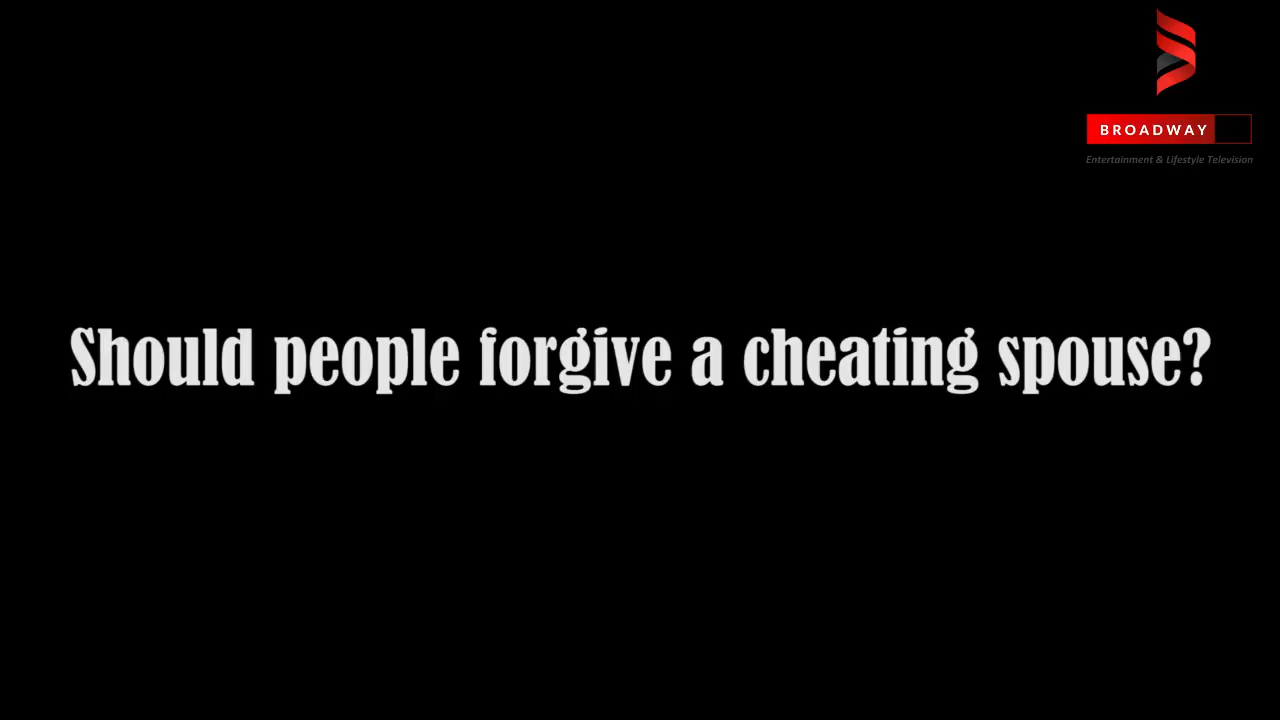 BROADWAY
Entertainment & Lifestyle Television
Should people forgive a cheating spouse?